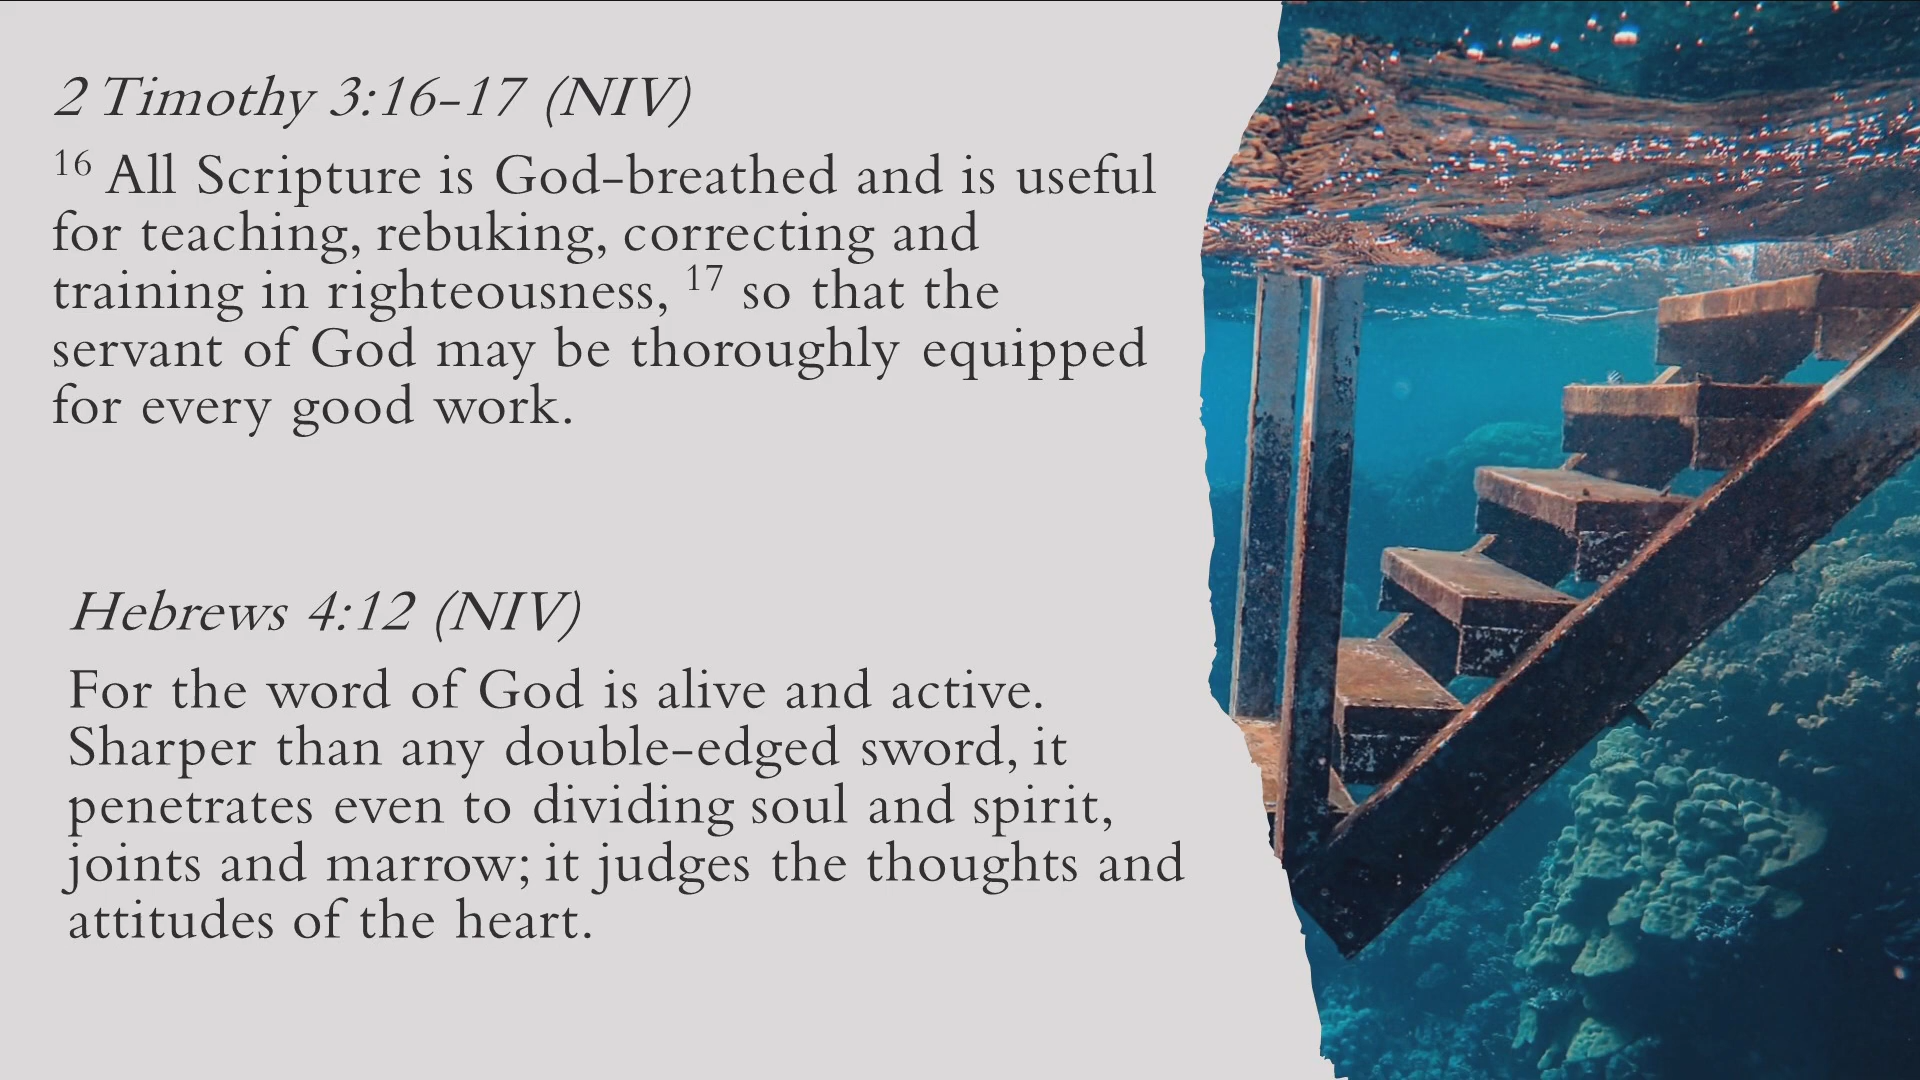 2 Timothy 3:16-17 (NIV)
16 All Scripture is God-breathed and is useful
for teaching, rebuking, correcting and
training in righteousness, 17 so that the
servant of God may be thoroughly equipped
for every good work.
Hebrews 4:12 (NIV)
For the word of God is alive and active.
Sharper than any double-edged sword, it
penetrates even to dividing soul and spirit,
joints and marrow; it judges the thoughts and
attitudes of the heart.